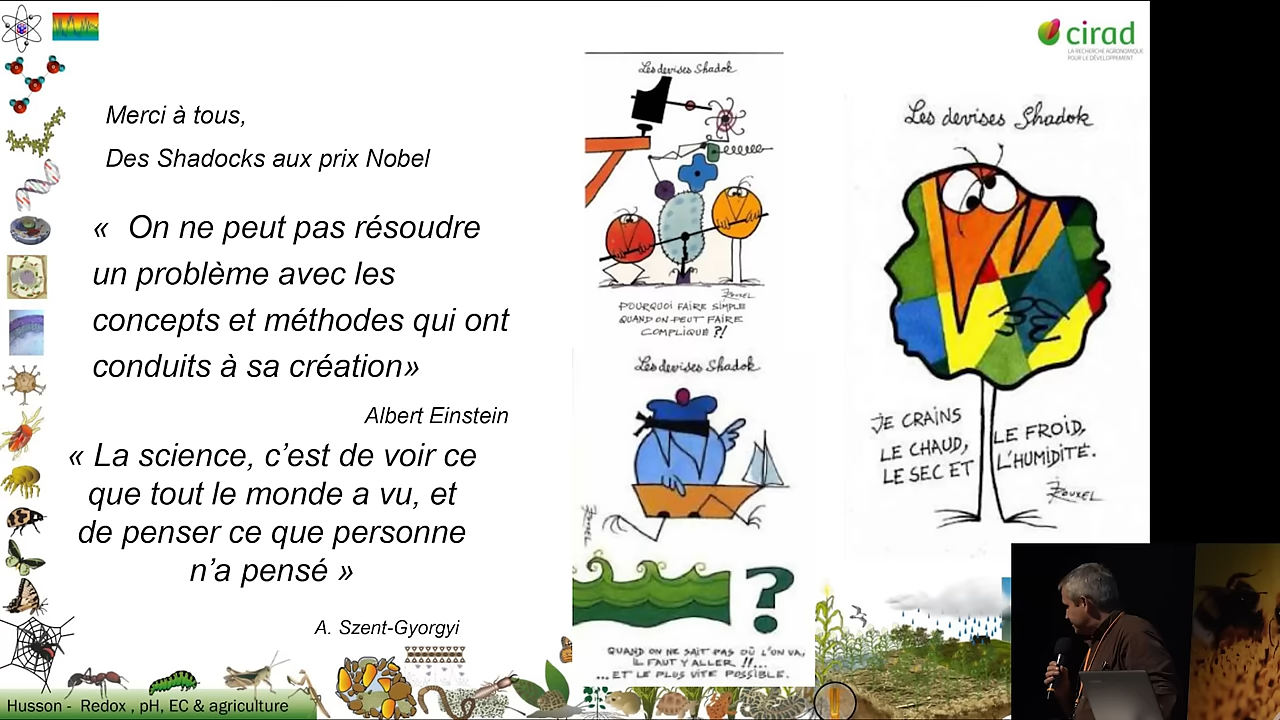 cirad
LA RECHERCHE AGRONOMIQUE
POUR LE DÉVELOPPEMENT
Merci à tous,
Des Shadocks aux prix Nobel
« On ne peut pas résoudre
un problème avec les
concepts et méthodes qui ont
conduits à sa création»
Albert Einstein
« La science, c’est de voir ce
que tout le monde a vu, et
de penser ce que personne
n’a pensé »
A. Szent-Gyorgyi
Les devises Shadok
ROUXEL
POURQUOI FAIRE SIMPLE
QUAND ON PEUT FAIRE
COMPLIQUÉ ?!
Les devises Shadok
ROUXEL
?
QUAND ON NE SAIT PAS OÙ L'ON VA,
IL FAUT Y ALLER !!...
...ET LE PLUS VITE POSSIBLE.
Les devises Shadok
JE CRAINS
LE CHAUD,
LE SEC ET
LE FROID,
L'HUMIDITÉ.
ROUXEL
Husson - Redox , pH, EC & agriculture